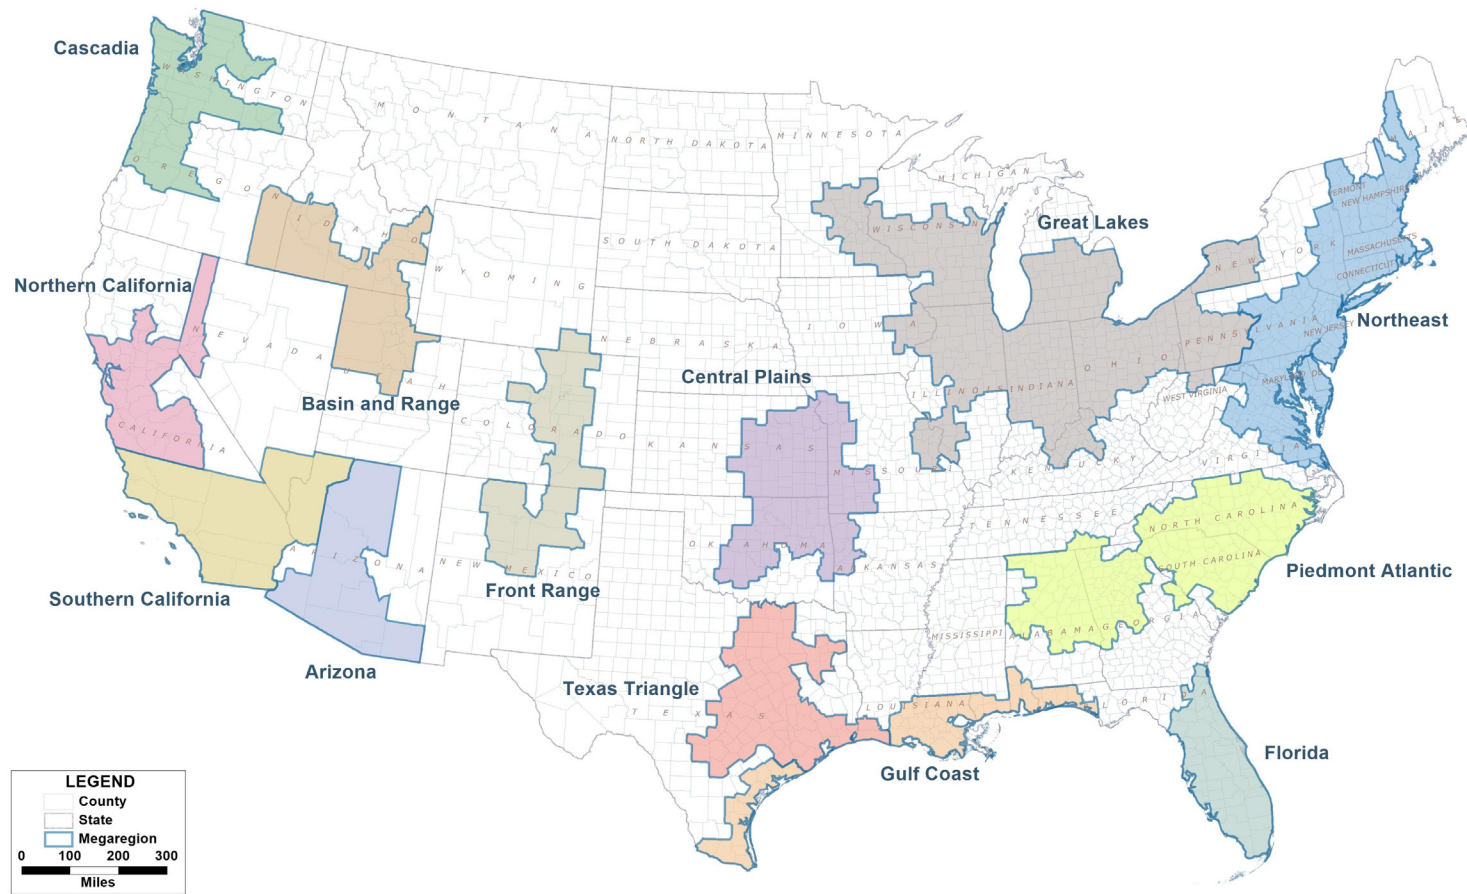 Cascadia
WASHINGTON
MONTANA
NORTH DAKOTA
MINNESOTA
MAINE
OREGON
IDAHO
MICHIGAN
VERMONT
NEW HAMPSHIRE
Great Lakes
WISCONSIN
SOUTH DAKOTA
WYOMING
NEW YORK
MASSACHUSETTS
CONNECTICUT
Northern California
NEVADA
IOWA
NEBRASKA
PENNSYLVANIA
NEW JERSEY
Northeast
UTAH
Central Plains
ILLINOIS
INDIANA
OHIO
MARYLAND
DE
WEST VIRGINIA
Basin and Range
CALIFORNIA
COLORADO
KANSAS
MISSOURI
KENTUCKY
VIRGINIA
TENNESSEE
NORTH CAROLINA
ARIZONA
NEW MEXICO
OKLAHOMA
ARKANSAS
SOUTH CAROLINA
Piedmont Atlantic
Southern California
Front Range
MISSISSIPPI
ALABAMA
GEORGIA
Arizona
Texas Triangle
TEXAS
LOUISIANA
FLORIDA
Gulf Coast
Florida
LEGEND
County
State
Megaregion
0 100 200 300
Miles